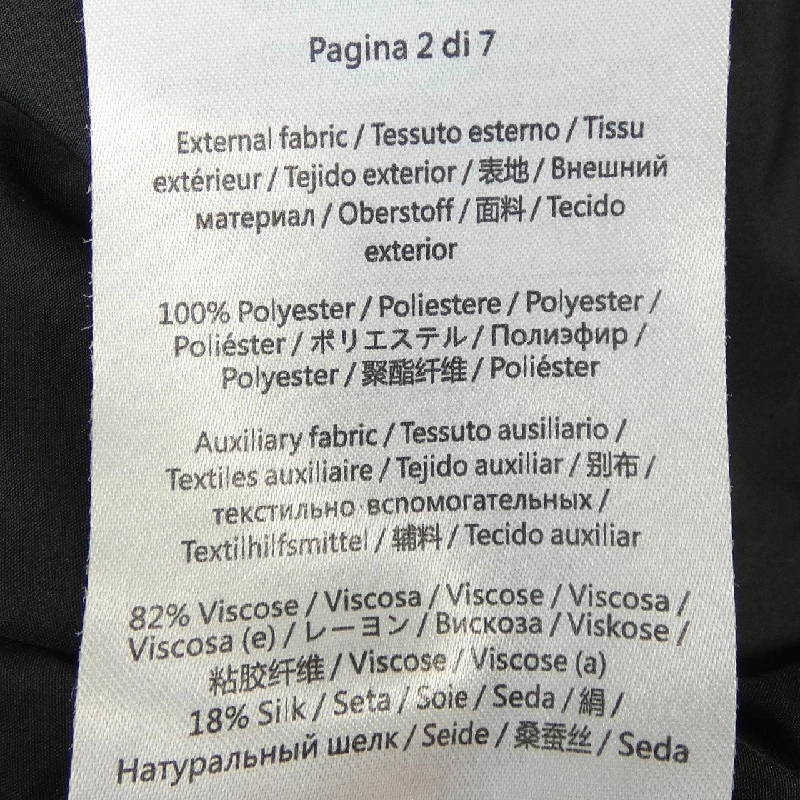 Pagina 2 di 7
External fabric / Tessuto esterno / Tissu
extérieur / Tejido exterior / 表地 / Внешний
материал / Oberstoff / 面料 / Tecido
exterior
100% Polyester / Poliestere / Polyester /
Poliéster / ポリエステル / Полиэфир /
Polyester / 聚酯纤维 / Poliéster
Auxiliary fabric / Tessuto ausiliario /
Textiles auxiliaire / Tejido auxiliar / 别布 /
текстильно вспомогательных /
Textilhilfsmittel / 辅料 / Tecido auxiliar
82% Viscose / Viscosa / Viscose / Viscosa /
Viscosa (e) / レーヨン / Вискоза / Viskose /
粘胶纤维 / Viscose / Viscose (a)
18% Silk / Seta / Soie / Seda / 絹 /
Натуральный шелк / Seide / 桑蚕丝 / Seda